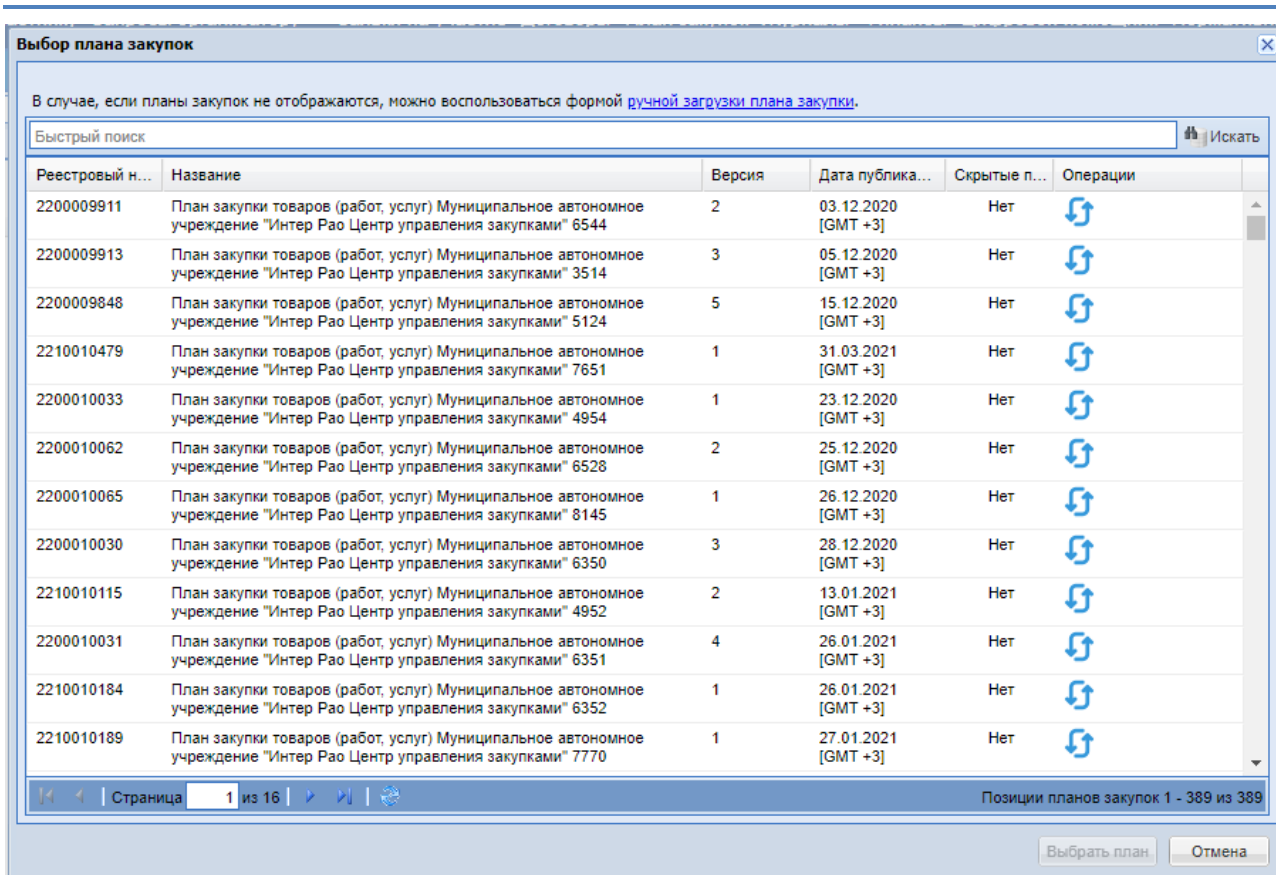 Выбор плана закупок
В случае, если планы закупок не отображаются, можно воспользоваться формой ручной загрузки плана закупки.
Быстрый поиск Искать
Реестровый н... Название Версия Дата публика... Скрытые п... Операции
2200009911 План закупки товаров (работ, услуг) Муниципальное автономное 2 03.12.2020 Нет
учреждение "Интер Рао Центр управления закупками" 6544 [GMT +3]
2200009913 План закупки товаров (работ, услуг) Муниципальное автономное 3 05.12.2020 Нет
учреждение "Интер Рао Центр управления закупками" 3514 [GMT +3]
2200009848 План закупки товаров (работ, услуг) Муниципальное автономное 5 15.12.2020 Нет
учреждение "Интер Рао Центр управления закупками" 5124 [GMT +3]
2210010479 План закупки товаров (работ, услуг) Муниципальное автономное 1 31.03.2021 Нет
учреждение "Интер Рао Центр управления закупками" 7651 [GMT +3]
2200010033 План закупки товаров (работ, услуг) Муниципальное автономное 1 23.12.2020 Нет
учреждение "Интер Рао Центр управления закупками" 4954 [GMT +3]
2200010062 План закупки товаров (работ, услуг) Муниципальное автономное 2 25.12.2020 Нет
учреждение "Интер Рао Центр управления закупками" 6528 [GMT +3]
2200010065 План закупки товаров (работ, услуг) Муниципальное автономное 1 26.12.2020 Нет
учреждение "Интер Рао Центр управления закупками" 8145 [GMT +3]
2200010030 План закупки товаров (работ, услуг) Муниципальное автономное 3 28.12.2020 Нет
учреждение "Интер Рао Центр управления закупками" 6350 [GMT +3]
2210010115 План закупки товаров (работ, услуг) Муниципальное автономное 2 13.01.2021 Нет
учреждение "Интер Рао Центр управления закупками" 4952 [GMT +3]
2200010031 План закупки товаров (работ, услуг) Муниципальное автономное 4 26.01.2021 Нет
учреждение "Интер Рао Центр управления закупками" 6351 [GMT +3]
2210010184 План закупки товаров (работ, услуг) Муниципальное автономное 1 26.01.2021 Нет
учреждение "Интер Рао Центр управления закупками" 6352 [GMT +3]
2210010189 План закупки товаров (работ, услуг) Муниципальное автономное 1 27.01.2021 Нет
учреждение "Интер Рао Центр управления закупками" 7770 [GMT +3]
Страница 1 из 16 Позиции планов закупок 1 - 389 из 389
Выбрать план Отмена